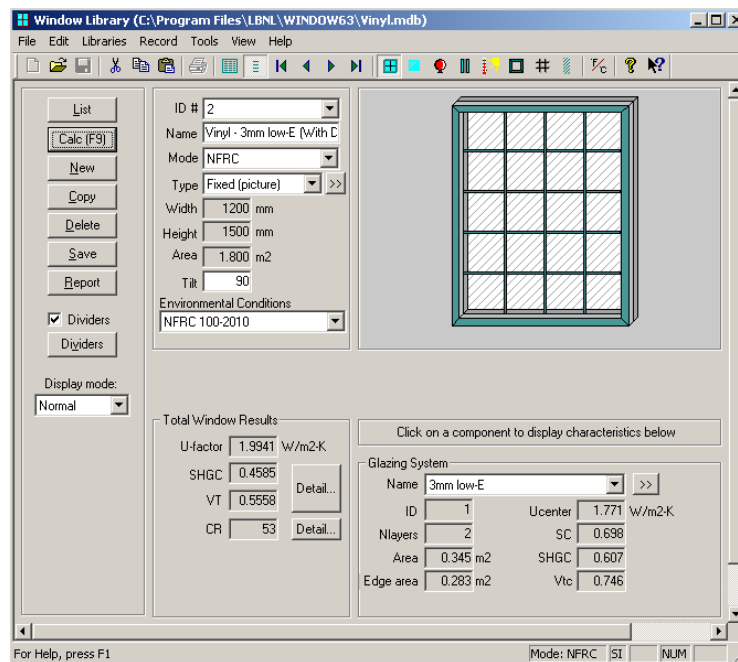 Window Library (C:\Program Files\LBNL\WINDOW63\Vinyl.mdb)
File Edit Libraries Record Tools View Help
List
Calc (F9)
New
Copy
Delete
Save
Report
Dividers
Dividers
Display mode:
Normal
ID # 2
Name Vinyl - 3mm low-E (With D
Mode NFRC
Type Fixed (picture) >>
Width 1200 mm
Height 1500 mm
Area 1.800 m2
Tilt 90
Environmental Conditions
NFRC 100-2010
Total Window Results
U-factor 1.9941 W/m2-K
SHGC 0.4585
Detail...
VT 0.5558
CR 53 Detail...
Click on a component to display characteristics below
Glazing System
Name 3mm low-E >>
ID 1 Ucenter 1.771 W/m2-K
Nlayers 2 SC 0.698
Area 0.345 m2 SHGC 0.607
Edge area 0.283 m2 Vtc 0.746
For Help, press F1 Mode: NFRC SI NUM